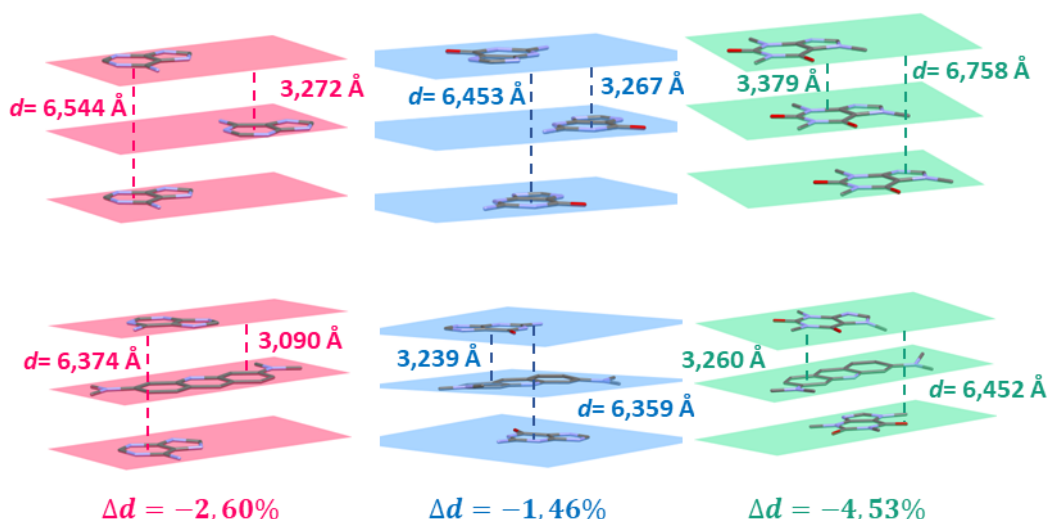 d= 6,544 Å
3,272 Å
d= 6,453 Å
3,267 Å
3,379 Å
d= 6,758 Å
d= 6,374 Å
3,090 Å
3,239 Å
d= 6,359 Å
3,260 Å
d= 6,452 Å
Δd = −2,60%
Δd = −1,46%
Δd = −4,53%